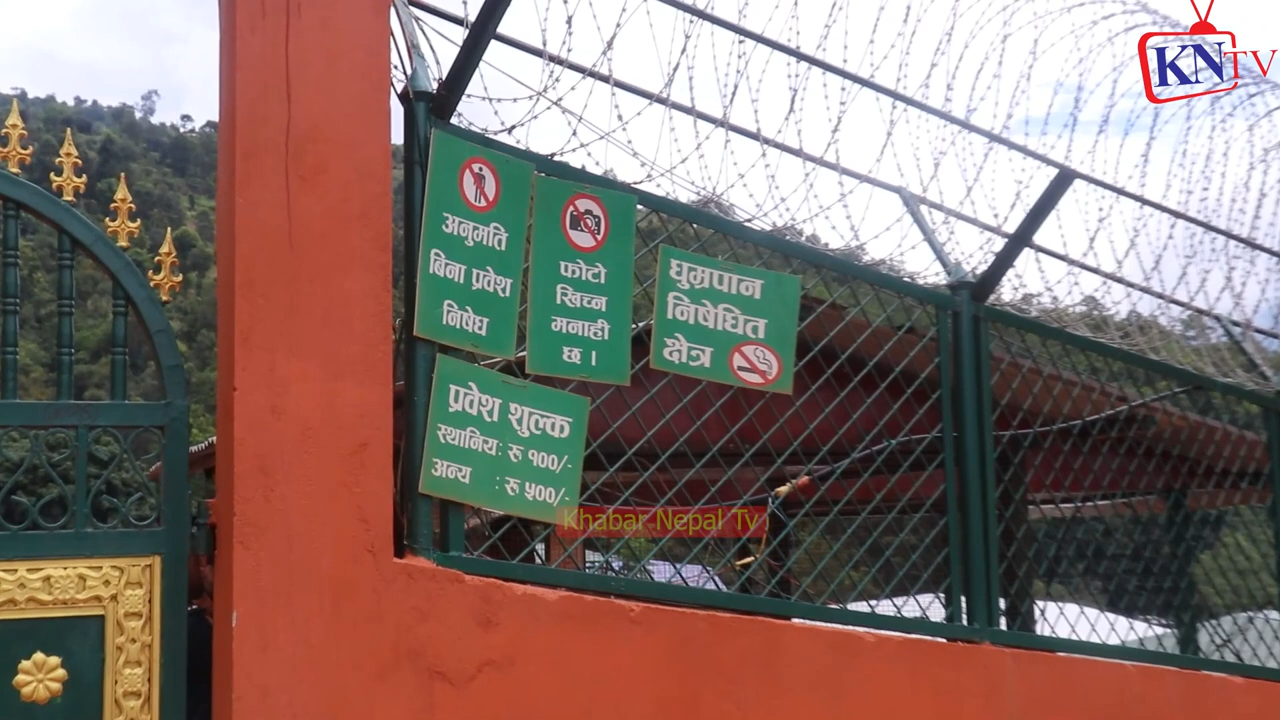 KNTV
अनुमति
बिना प्रवेश
निषेध
फोटो
खिच्न
मनाही
छ ।
धुम्रपान
निषेधित
क्षेत्र
प्रवेश शुल्क
स्थानियः रू १००/-
अन्य : रू ५००/-
Khabar Nepal Tv